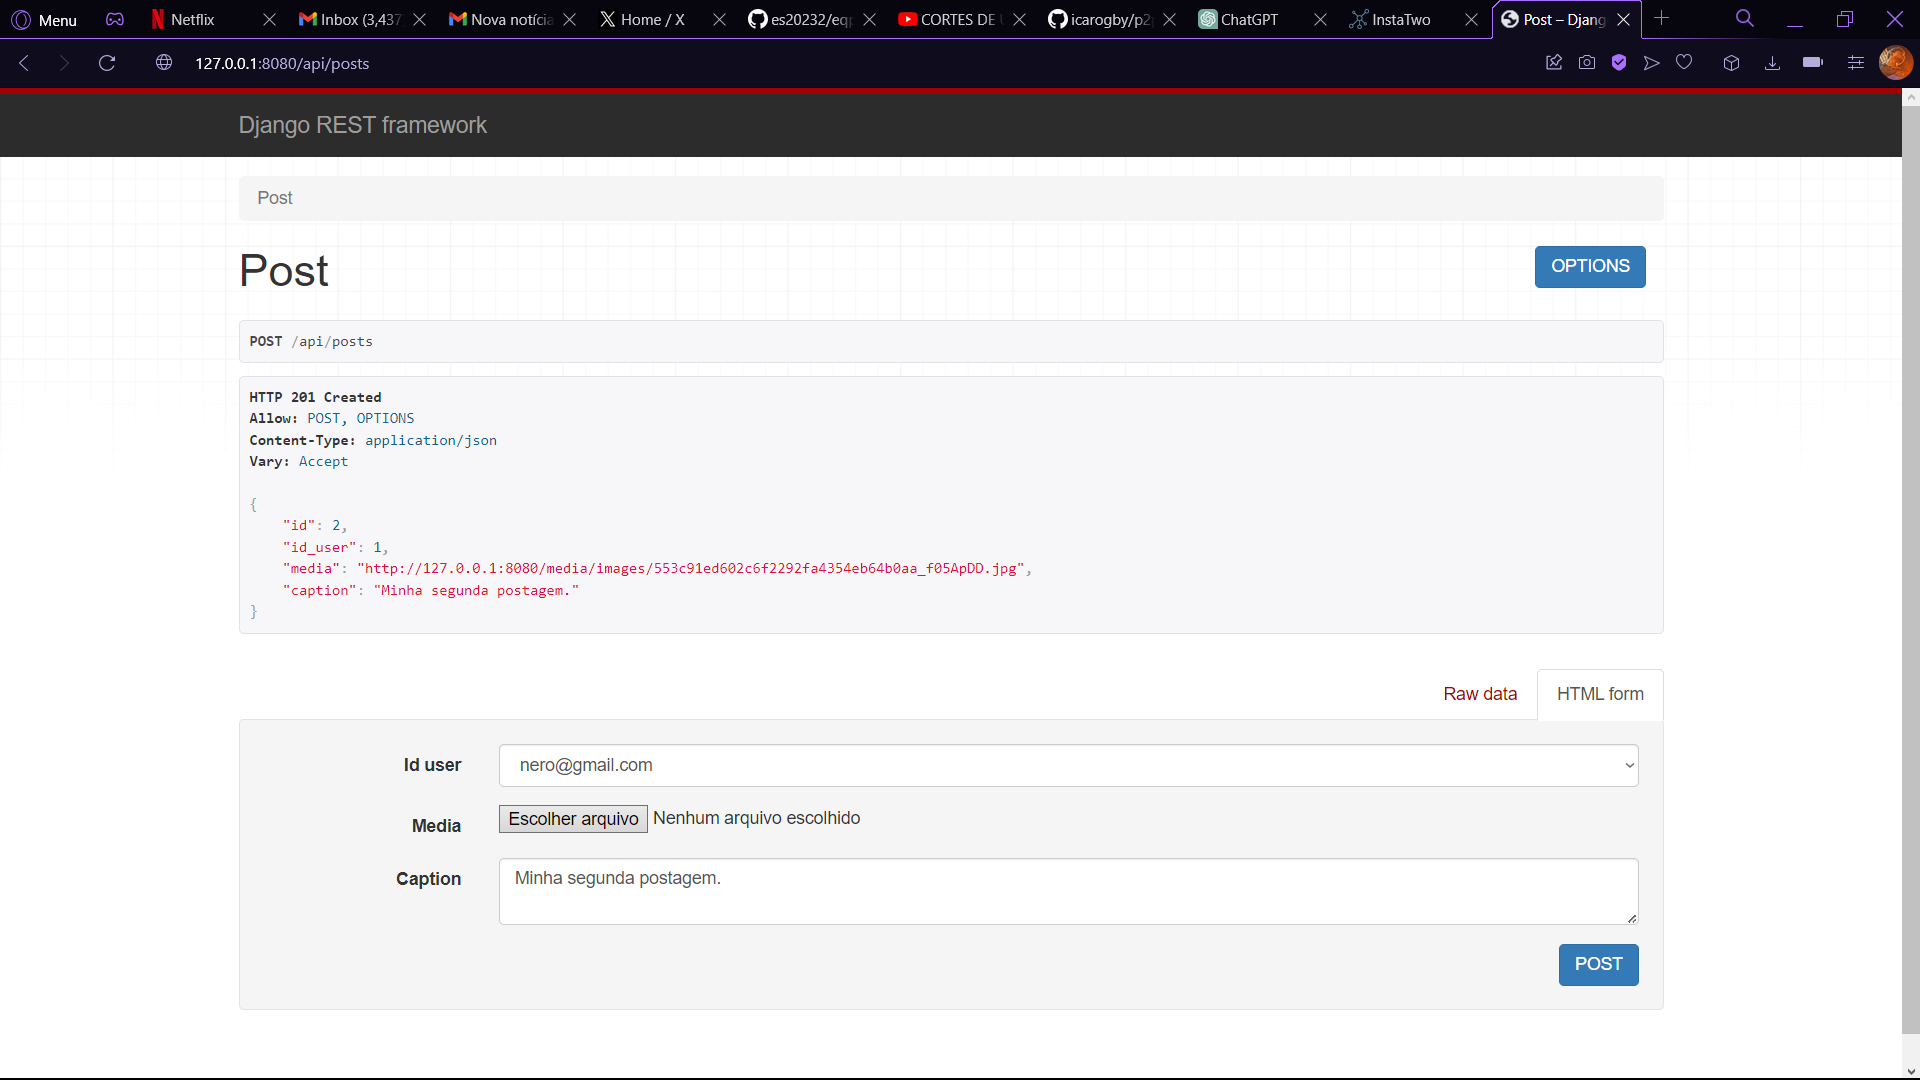 Menu
Netflix
Inbox (3,437
Nova notícia
Home / X
es20232/eqp
CORTES DE
icarogby/p2p
ChatGPT
InstaTwo
Post – Djang
127.0.0.1:8080/api/posts
Django REST framework
Post
Post
OPTIONS
POST /api/posts
HTTP 201 Created
Allow: POST, OPTIONS
Content-Type: application/json
Vary: Accept
{
"id": 2,
"id_user": 1,
"media": "http://127.0.0.1:8080/media/images/553c91ed602c6f2292fa4354eb64b0aa_f05ApDD.jpg",
"caption": "Minha segunda postagem."
}
Raw data
HTML form
Id user
nero@gmail.com
Media
Escolher arquivo Nenhum arquivo escolhido
Caption
Minha segunda postagem.
POST